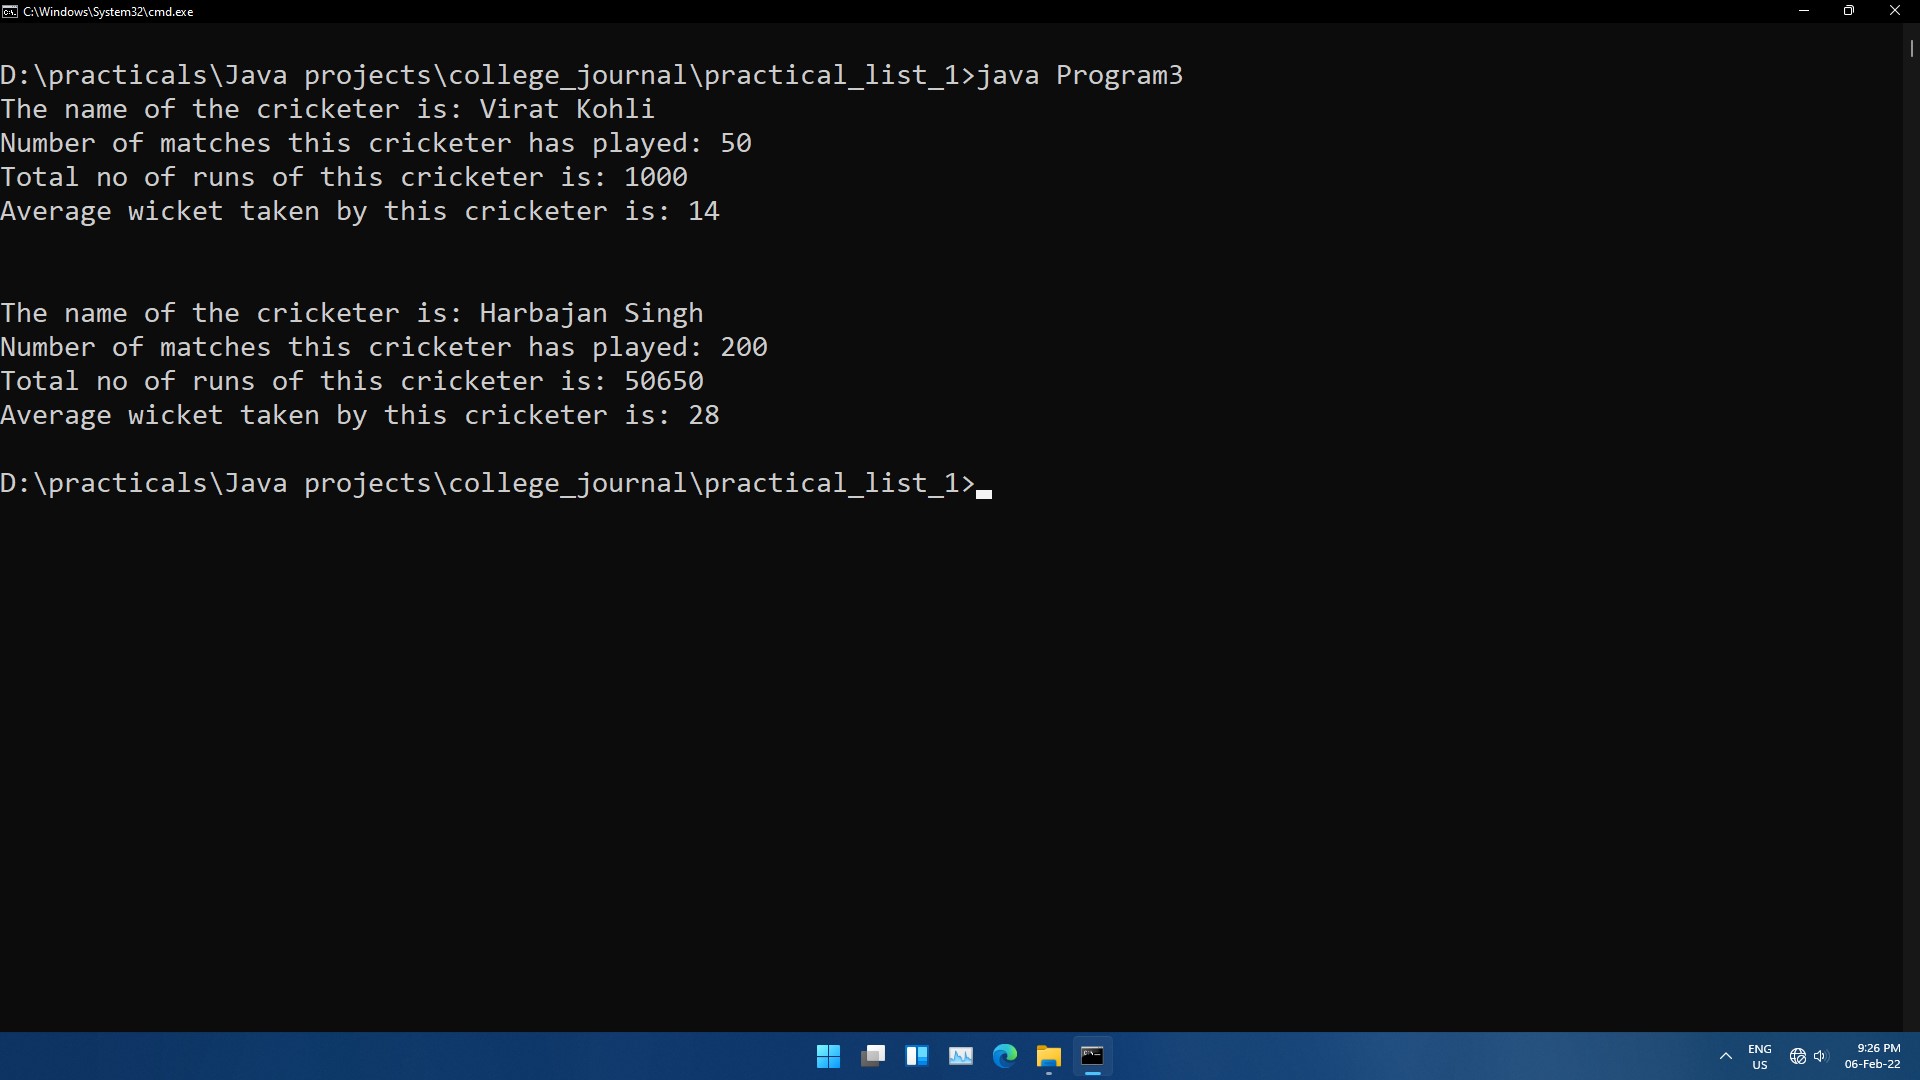 C:\Windows\System32\cmd.exe
D:\practicals\Java projects\college_journal\practical_list_1>java Program3
The name of the cricketer is: Virat Kohli
Number of matches this cricketer has played: 50
Total no of runs of this cricketer is: 1000
Average wicket taken by this cricketer is: 14
The name of the cricketer is: Harbajan Singh
Number of matches this cricketer has played: 200
Total no of runs of this cricketer is: 50650
Average wicket taken by this cricketer is: 28
D:\practicals\Java projects\college_journal\practical_list_1>
ENG
US
9:26 PM
06-Feb-22